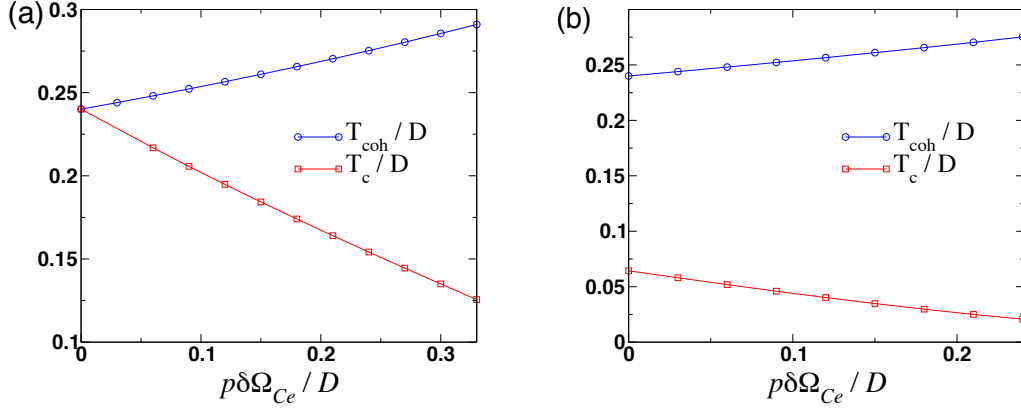 (a)
0.3
0.25
0.2
0.15
0.1
T_coh / D
T_c / D
0 0.1 0.2 0.3
pδΩ_Ce / D
(b)
0.25
0.2
0.15
0.1
0.05
0
T_coh / D
T_c / D
0 0.1 0.2
pδΩ_Ce / D